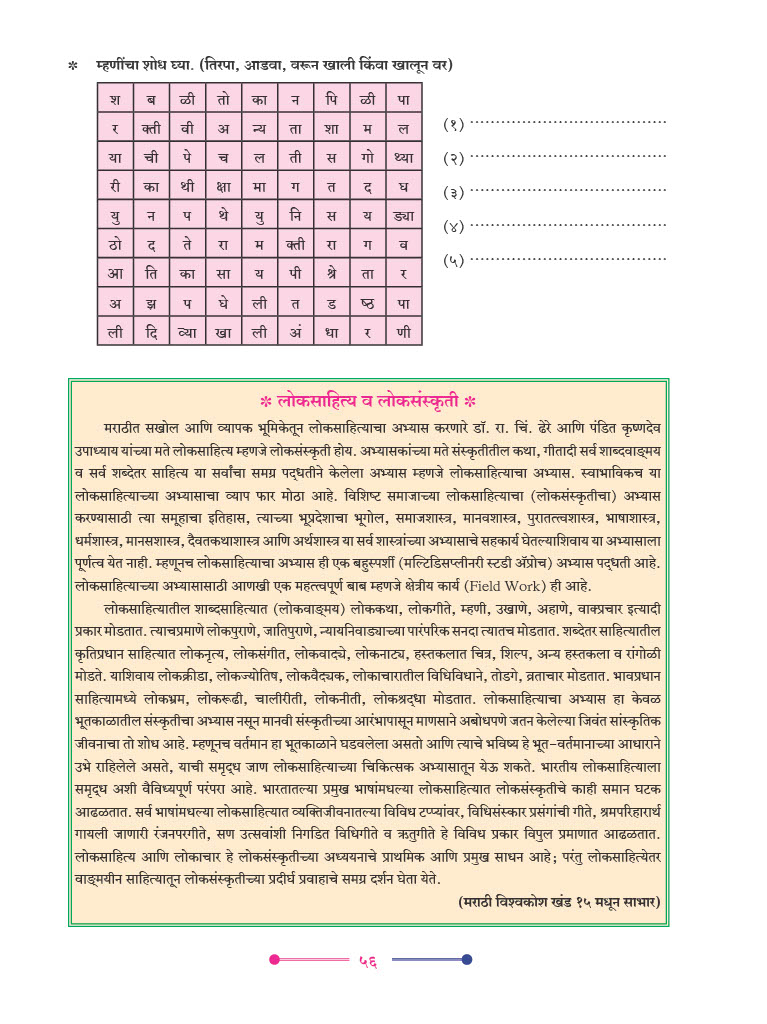 ✻ म्हणींचा शोध घ्या. (तिरपा, आडवा, वरून खाली किंवा खालून वर)
श ब ळी तो का न पि ळी पा
र क्ती वी अ न्य ता शा म ल
या ची पे च ल ती स गो थ्या
री का थी क्षा मा ग त द घ
यु न प थे यु नि स य ड्या
ठो द ते रा म क्ती रा ग व
आ ति का सा य पी श्रे ता र
अ झ प घे ली त ड ष्ठ पा
ली दि व्या खा ली अं धा र णी
(१) ......................................
(२) ......................................
(३) ......................................
(४) ......................................
(५) ......................................
✻ लोकसाहित्य व लोकसंस्कृती ✻
मराठीत सखोल आणि व्यापक भूमिकेतून लोकसाहित्याचा अभ्यास करणारे डॉ. रा. चिं. ढेरे आणि पंडित कृष्णदेव
उपाध्याय यांच्या मते लोकसाहित्य म्हणजे लोकसंस्कृती होय. अभ्यासकांच्या मते संस्कृतीतील कथा, गीतादी सर्व शाब्दवाङ्मय
व सर्व शब्देतर साहित्य या सर्वांचा समग्र पद्धतीने केलेला अभ्यास म्हणजे लोकसाहित्याचा अभ्यास. स्वाभाविकच या
लोकसाहित्याच्या अभ्यासाचा व्याप फार मोठा आहे. विशिष्ट समाजाच्या लोकसाहित्याचा (लोकसंस्कृतीचा) अभ्यास
करण्यासाठी त्या समूहाचा इतिहास, त्याच्या भूप्रदेशाचा भूगोल, समाजशास्त्र, मानवशास्त्र, पुरातत्त्वशास्त्र, भाषाशास्त्र,
धर्मशास्त्र, मानसशास्त्र, दैवतकथाशास्त्र आणि अर्थशास्त्र या सर्व शास्त्रांच्या अभ्यासाचे सहकार्य घेतल्याशिवाय या अभ्यासाला
पूर्णत्व येत नाही. म्हणूनच लोकसाहित्याचा अभ्यास ही एक बहुस्पर्शी (मल्टिडिसप्लीनरी स्टडी ॲप्रोच) अभ्यास पद्धती आहे.
लोकसाहित्याच्या अभ्यासासाठी आणखी एक महत्त्वपूर्ण बाब म्हणजे क्षेत्रीय कार्य (Field Work) ही आहे.
लोकसाहित्यातील शाब्दसाहित्यात (लोकवाङ्मय) लोककथा, लोकगीते, म्हणी, उखाणे, अहाणे, वाक्प्रचार इत्यादी
प्रकार मोडतात. त्याचप्रमाणे लोकपुराणे, जातिपुराणे, न्यायनिवाड्याच्या पारंपरिक सनदा त्यातच मोडतात. शब्देतर साहित्यातील
कृतिप्रधान साहित्यात लोकनृत्य, लोकसंगीत, लोकवाद्ये, लोकनाट्य, हस्तकलात चित्र, शिल्प, अन्य हस्तकला व रांगोळी
मोडते. याशिवाय लोकक्रीडा, लोकज्योतिष, लोकवैद्यक, लोकाचारातील विधिविधाने, तोडगे, व्रताचार मोडतात. भावप्रधान
साहित्यामध्ये लोकभ्रम, लोकरूढी, चालीरीती, लोकनीती, लोकश्रद्धा मोडतात. लोकसाहित्याचा अभ्यास हा केवळ
भूतकाळातील संस्कृतीचा अभ्यास नसून मानवी संस्कृतीच्या आरंभापासून माणसाने अबोधपणे जतन केलेल्या जिवंत सांस्कृतिक
जीवनाचा तो शोध आहे. म्हणूनच वर्तमान हा भूतकाळाने घडवलेला असतो आणि त्याचे भविष्य हे भूत-वर्तमानाच्या आधाराने
उभे राहिलेले असते, याची समृद्ध जाण लोकसाहित्याच्या चिकित्सक अभ्यासातून येऊ शकते. भारतीय लोकसाहित्याला
समृद्ध अशी वैविध्यपूर्ण परंपरा आहे. भारतातल्या प्रमुख भाषांमधल्या लोकसाहित्यात लोकसंस्कृतीचे काही समान घटक
आढळतात. सर्व भाषांमधल्या लोकसाहित्यात व्यक्तिजीवनातल्या विविध टप्प्यांवर, विधिसंस्कार प्रसंगांची गीते, श्रमपरिहारार्थ
गायली जाणारी रंजनपरगीते, सण उत्सवांशी निगडित विधिगीते व ऋतुगीते हे विविध प्रकार विपुल प्रमाणात आढळतात.
लोकसाहित्य आणि लोकाचार हे लोकसंस्कृतीच्या अध्ययनाचे प्राथमिक आणि प्रमुख साधन आहे; परंतु लोकसाहित्येतर
वाङ्मयीन साहित्यातून लोकसंस्कृतीच्या प्रदीर्घ प्रवाहाचे समग्र दर्शन घेता येते.
(मराठी विश्वकोश खंड १५ मधून साभार)
५६